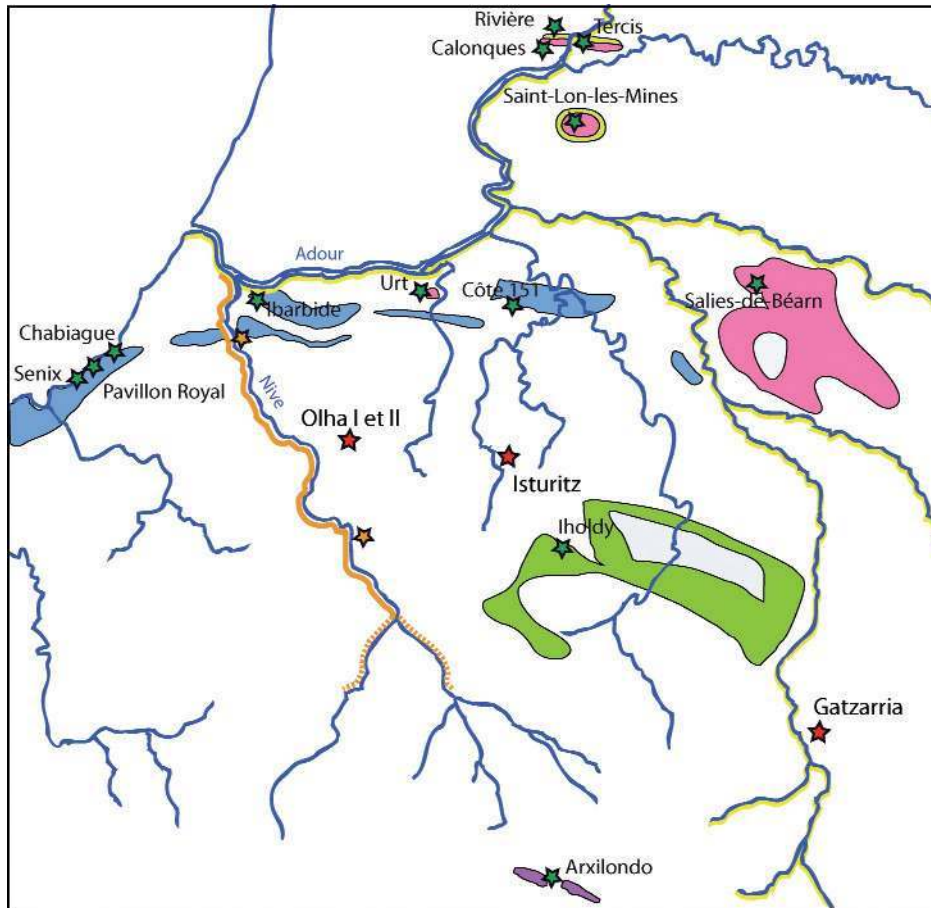 Rivière
Tercis
Calonques
Saint-Lon-les-Mines
Adour
Urt
Côte 151
Salies-de-Béarn
Ibarbide
Chabiague
Senix
Pavillon Royal
Nive
Olha I et II
Isturitz
Iholdy
Gatzarria
Arxilondo